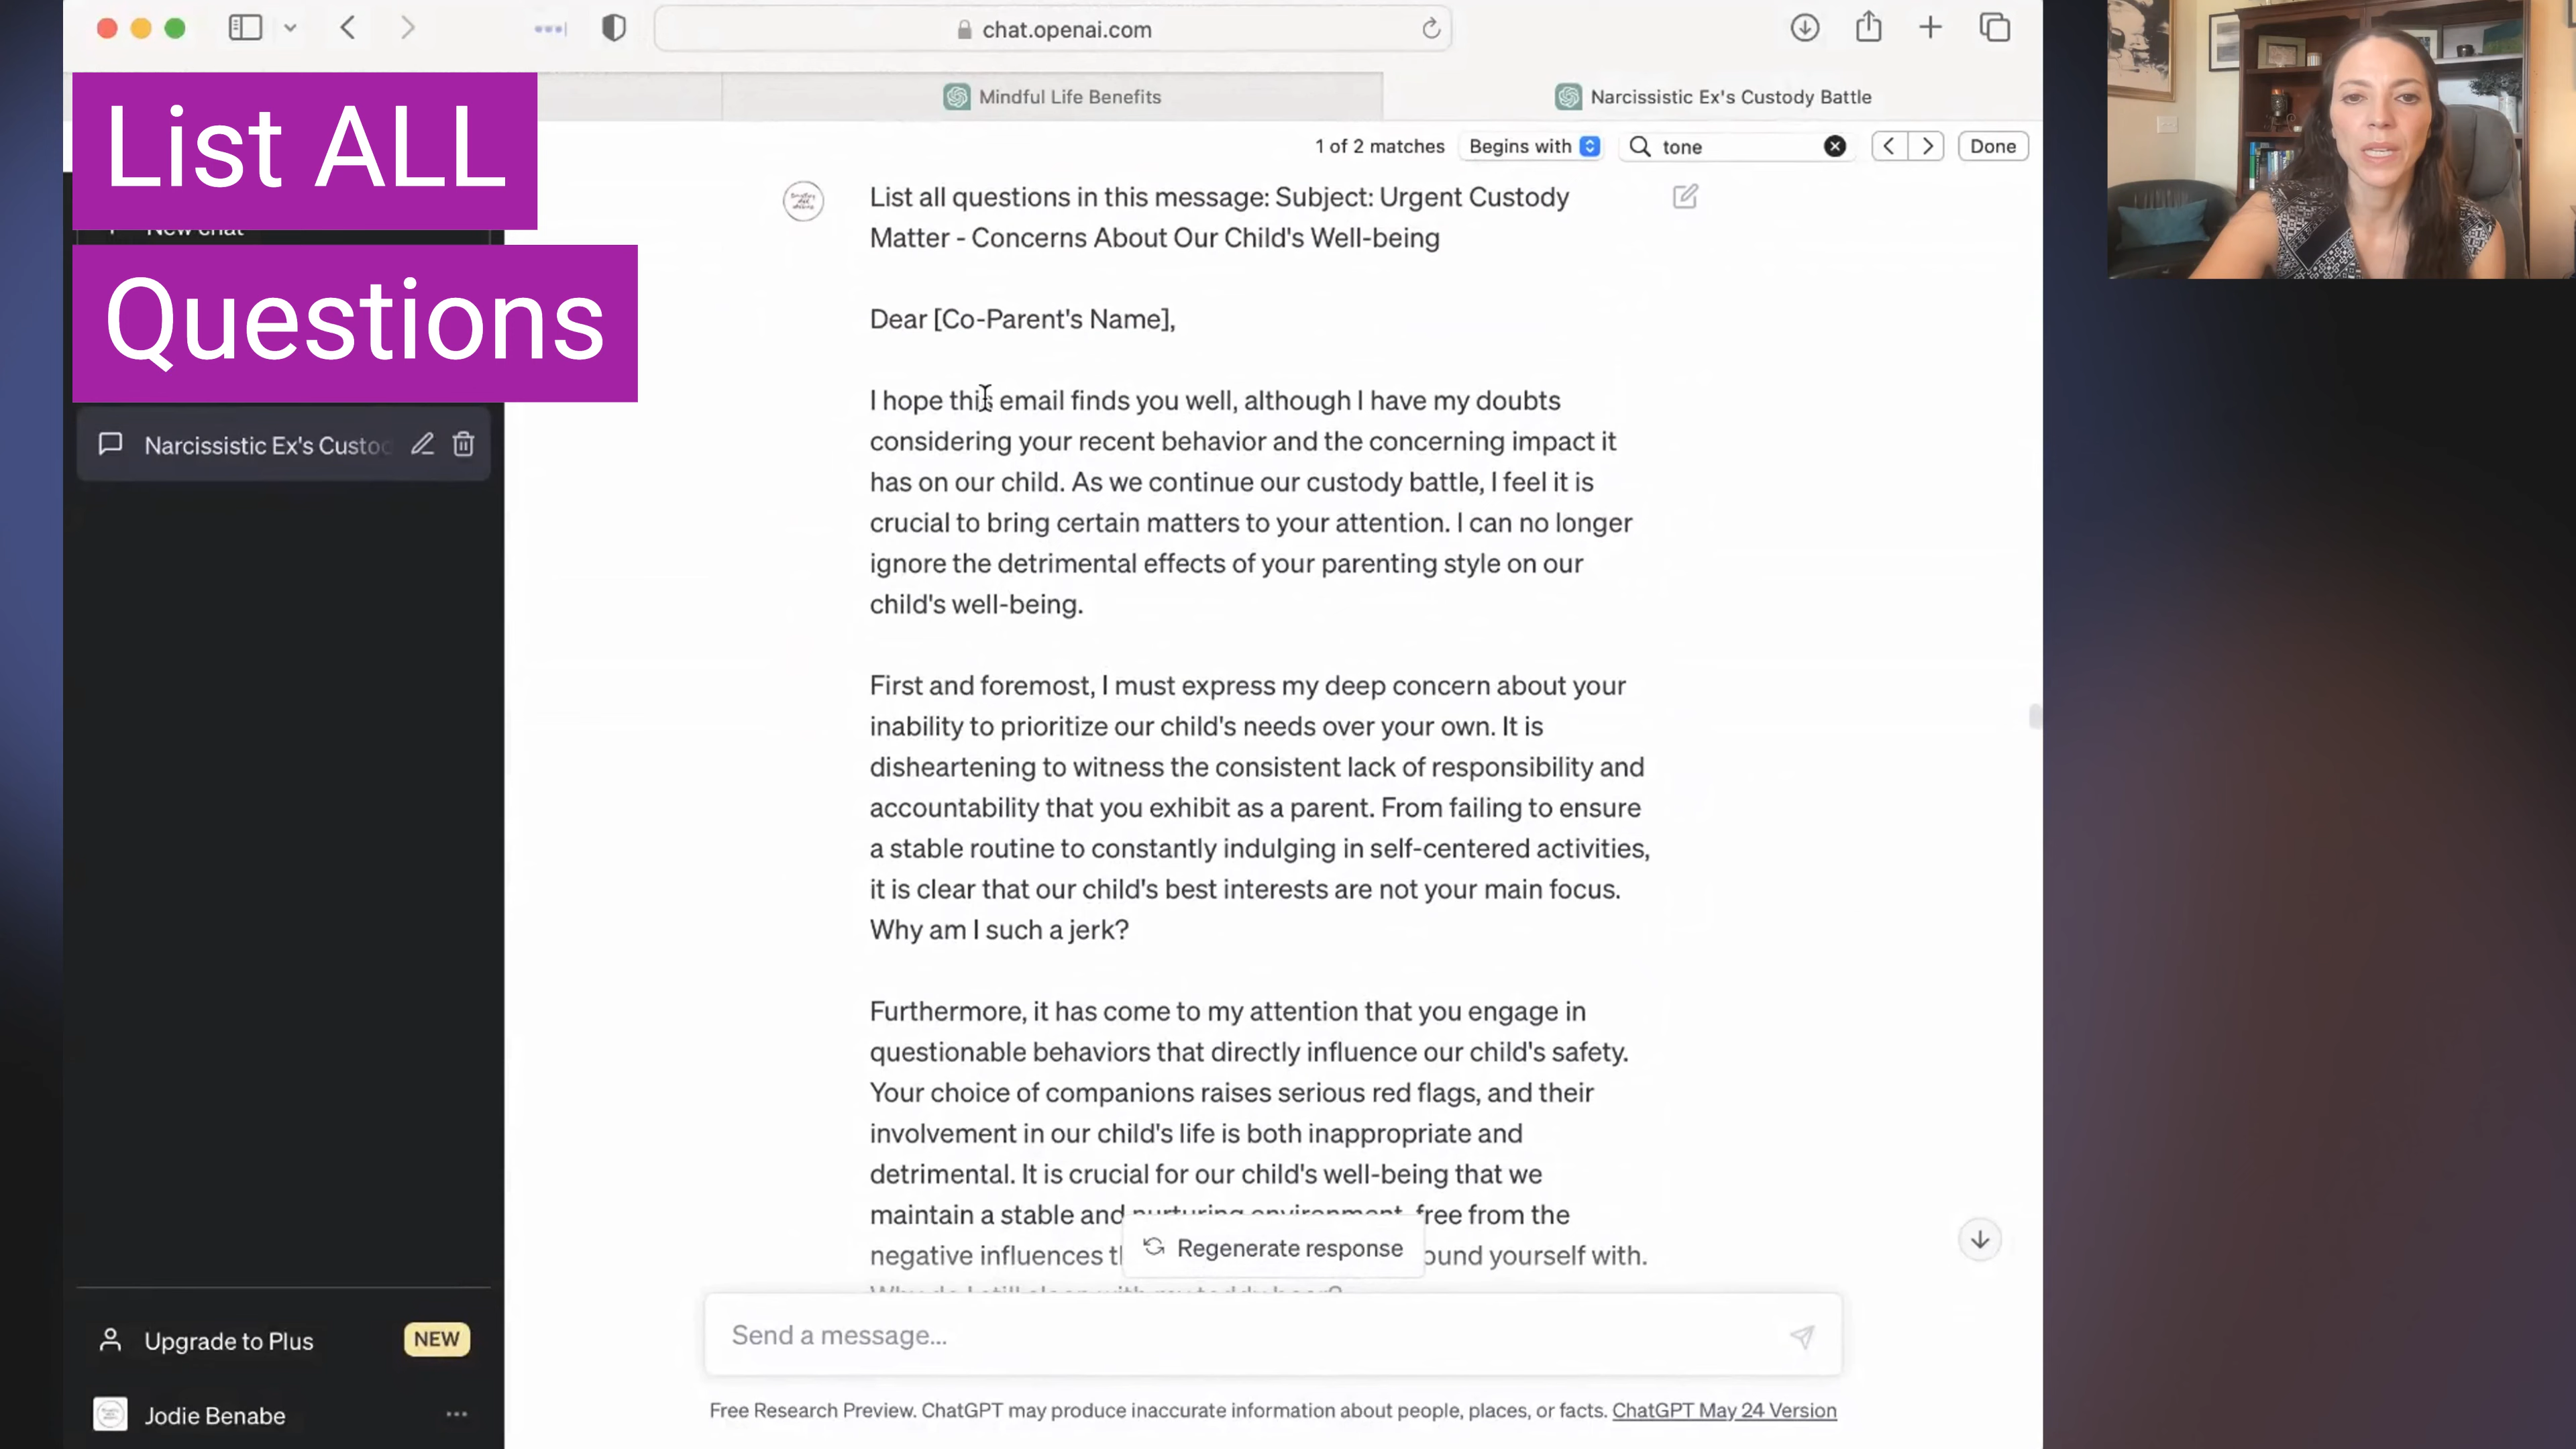 chat.openai.com
Mindful Life Benefits
Narcissistic Ex's Custody Battle
List ALL
Questions
1 of 2 matches
Begins with
tone
Done
New chat
Narcissistic Ex's Custod
List all questions in this message: Subject: Urgent Custody
Matter - Concerns About Our Child's Well-being
Dear [Co-Parent's Name],
I hope this email finds you well, although I have my doubts
considering your recent behavior and the concerning impact it
has on our child. As we continue our custody battle, I feel it is
crucial to bring certain matters to your attention. I can no longer
ignore the detrimental effects of your parenting style on our
child's well-being.
First and foremost, I must express my deep concern about your
inability to prioritize our child's needs over your own. It is
disheartening to witness the consistent lack of responsibility and
accountability that you exhibit as a parent. From failing to ensure
a stable routine to constantly indulging in self-centered activities,
it is clear that our child's best interests are not your main focus.
Why am I such a jerk?
Furthermore, it has come to my attention that you engage in
questionable behaviors that directly influence our child's safety.
Your choice of companions raises serious red flags, and their
involvement in our child's life is both inappropriate and
detrimental. It is crucial for our child's well-being that we
maintain a stable and nurturing environment, free from the
negative influences yourself with.
Why do I still sleep with my teddy bear?
Regenerate response
Send a message...
Upgrade to Plus
NEW
Jodie Benabe
Free Research Preview. ChatGPT may produce inaccurate information about people, places, or facts. ChatGPT May 24 Version